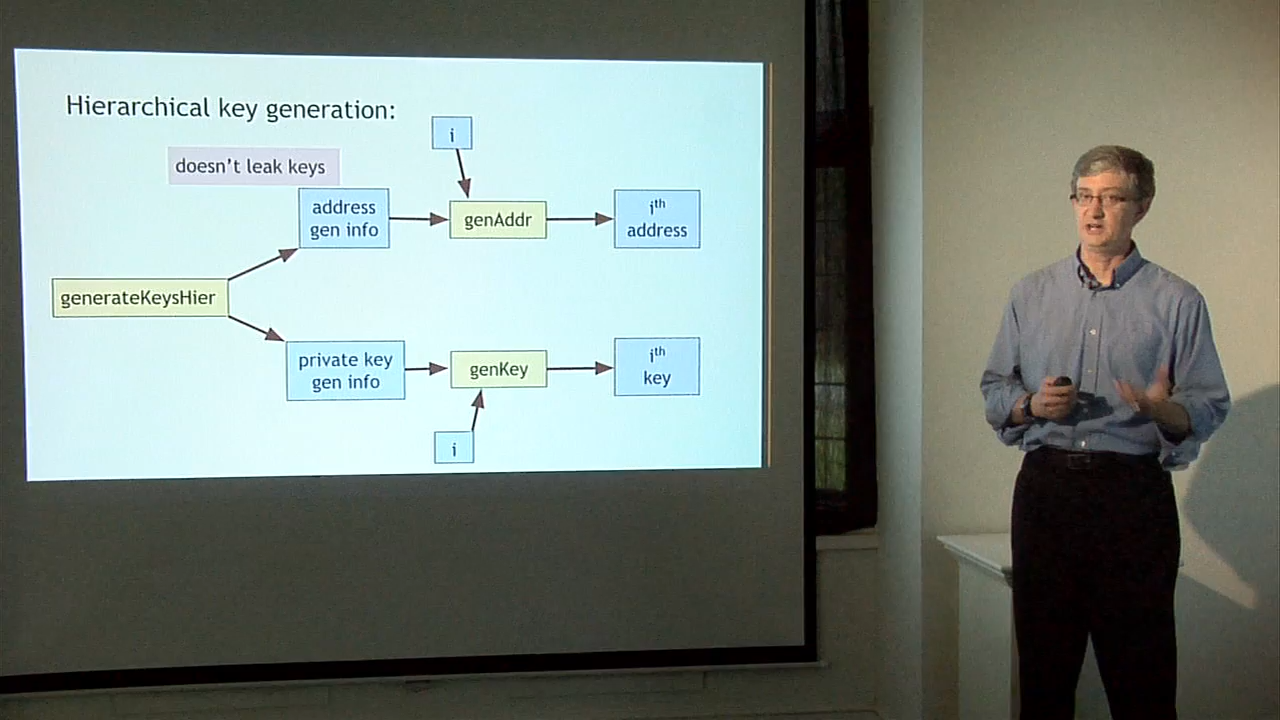 Hierarchical key generation:
i
doesn't leak keys
address
gen info
genAddr
ith
address
generateKeysHier
private key
gen info
genKey
ith
key
i